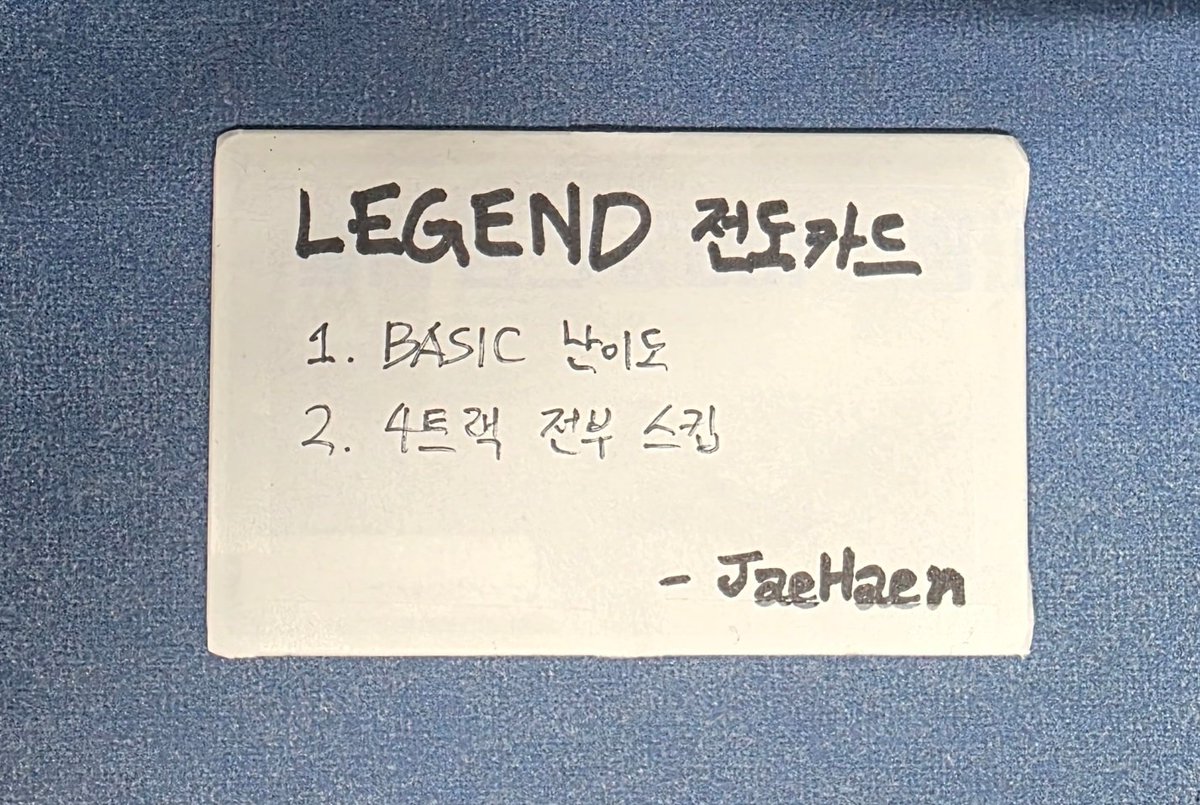 LEGEND 전도카드
1. BASIC 난이도
2. 4트랙 전부 스킵
- JaeHaen